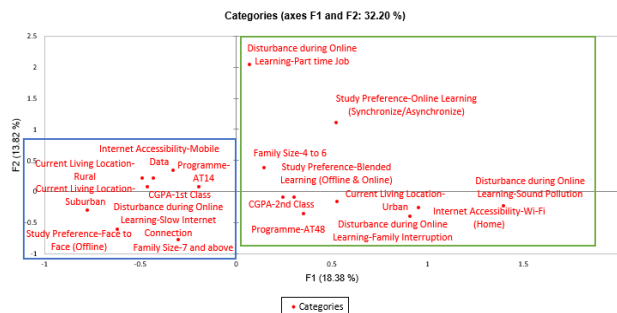 Categories (axes F1 and F2: 32.20 %)
2.5
2
1.5
1
0.5
0
-0.5
-1
F2 (13.82 %)
Disturbance during Online
Learning-Part time Job
Study Preference-Online Learning
(Synchronize/Asynchronize)
Family Size-4 to 6
Study Preference-Blended
Learning (Offline & Online)
CGPA-2nd Class
Programme-AT48
Current Living Location-
Urban
Disturbance during Online
Learning-Family Interruption
Disturbance during Online
Learning-Sound Pollution
Internet Accessibility-Wi-Fi
(Home)
Internet Accessibility-Mobile
Data
Programme-
AT14
Current Living Location-
Rural
CGPA-1st Class
Current Living Location-
Suburban
Disturbance during Online
Learning-Slow Internet
Connection
Study Preference-Face to
Face (Offline)
Family Size-7 and above
-1
-0.5
0
0.5
1
1.5
2
F1 (18.38 %)
Categories